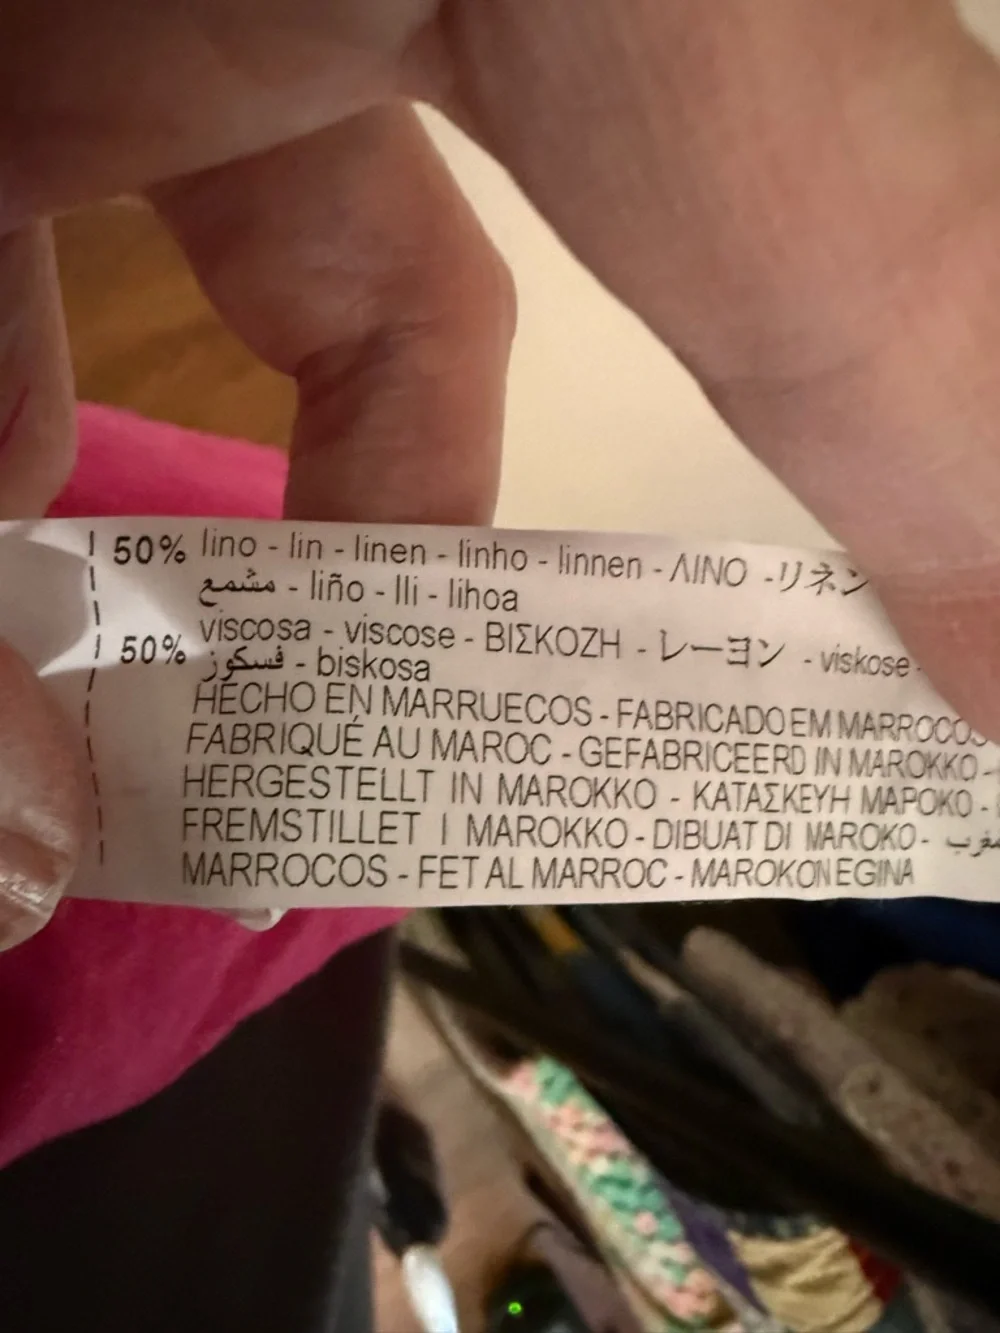 50% lino - lin - linen - linho - linnen - ΛINO - リネン
مشمع - liño - lli - lihoa
50% viscosa - viscose - ΒΙΣΚΟΖΗ - レーヨン - viskose -
فسكوز - biskosa
HECHO EN MARRUECOS - FABRICADO EM MARROCOS
FABRIQUÉ AU MAROC - GEFABRICEERD IN MAROKKO -
HERGESTELLT IN MAROKKO - ΚΑΤΑΣΚΕΥΗ ΜΑΡΟΚΟ -
FREMSTILLET I MAROKKO - DIBUAT DI MAROKO -
MARROCOS - FET AL MARROC - MAROKON EGINA